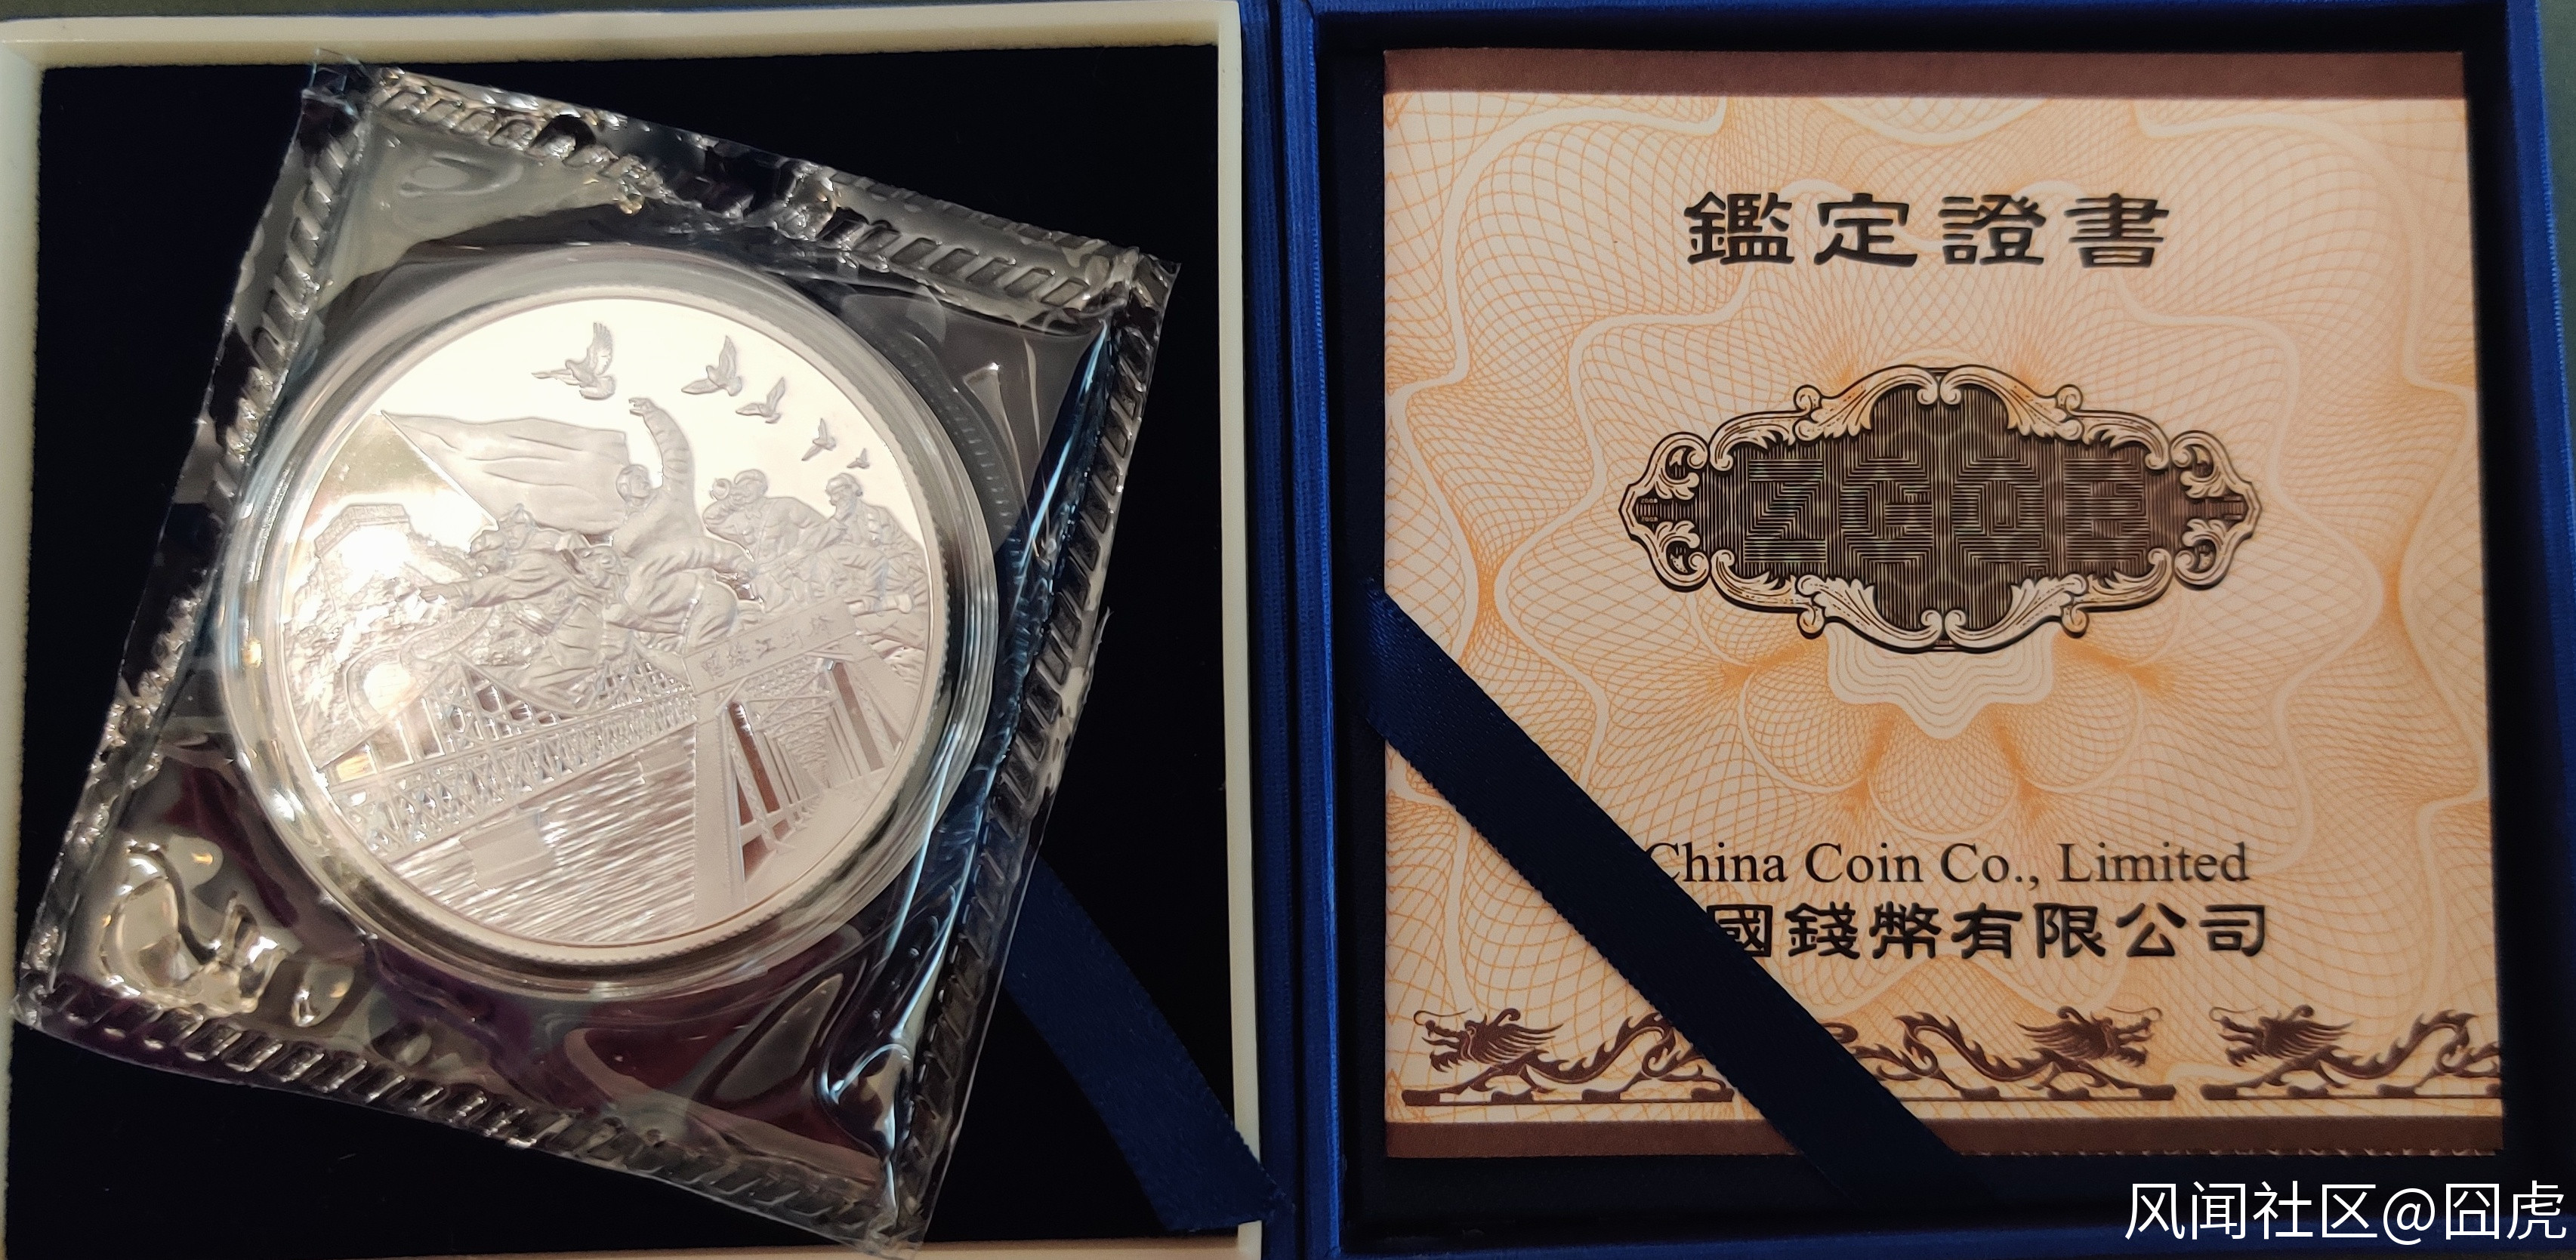 鴨綠江斷橋
鑑定證書
ZGQB
China Coin Co., Limited
國錢幣有限公司
风闻社区@囧虎